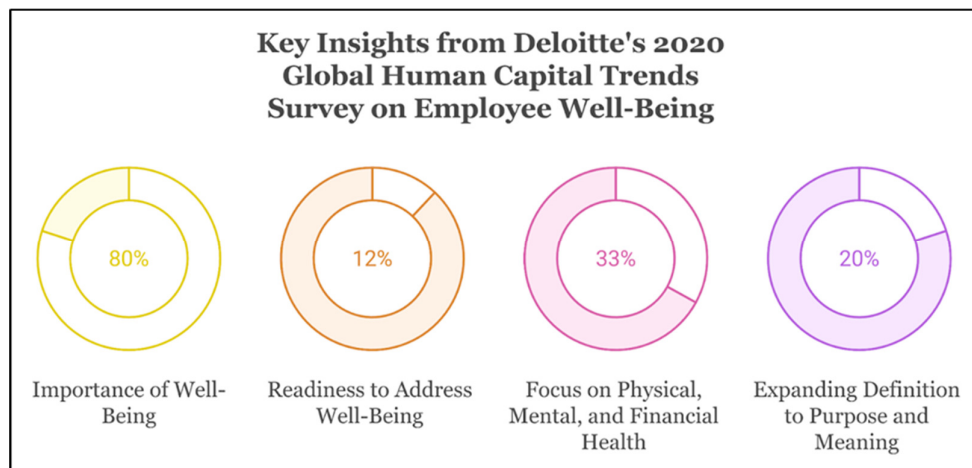 Key Insights from Deloitte's 2020
Global Human Capital Trends
Survey on Employee Well-Being
80%
12%
33%
20%
Importance of Well-
Being
Readiness to Address
Well-Being
Focus on Physical,
Mental, and Financial
Health
Expanding Definition
to Purpose and
Meaning